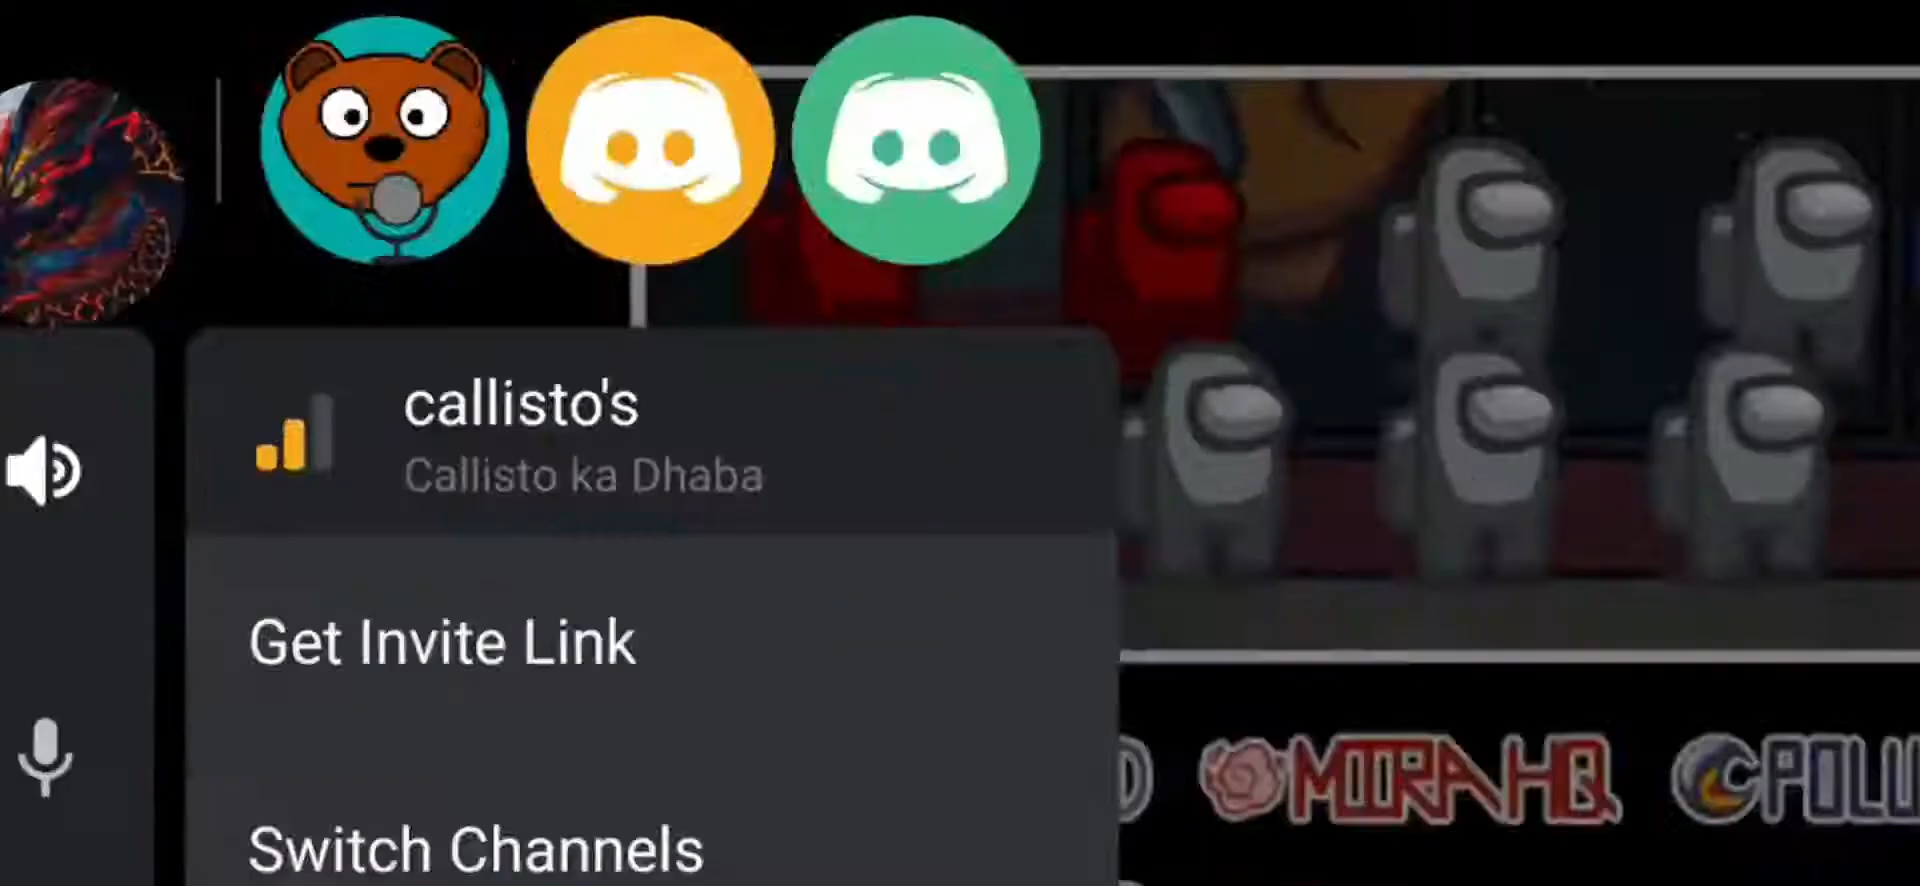 callisto's
Callisto ka Dhaba
Get Invite Link
MIRA HQ
Switch Channels